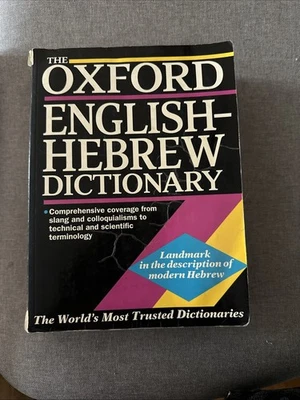 THE
OXFORD
ENGLISH-
HEBREW
DICTIONARY
• Comprehensive coverage from
slang and colloquialisms to
technical and scientific
terminology
Landmark
in the description of
modern Hebrew
The World's Most Trusted Dictionaries